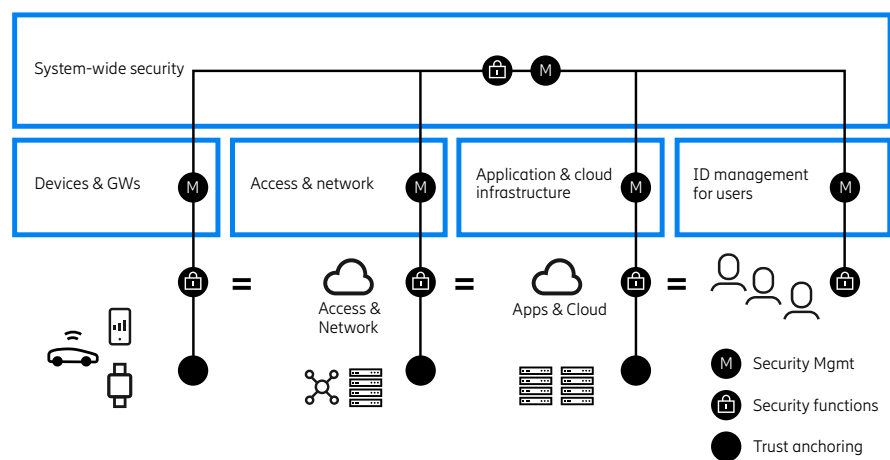 System-wide security
M
Devices & GWs
M
Access & network
M
Application & cloud
infrastructure
M
ID management
for users
M
=
=
=
Access &
Network
Apps & Cloud
M
Security Mgmt
Security functions
Trust anchoring